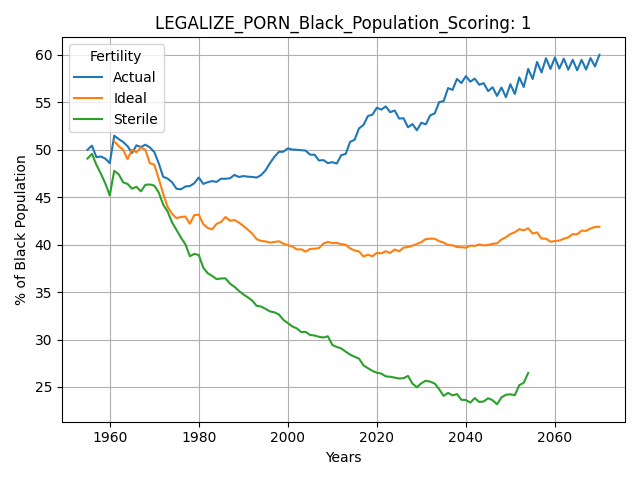 LEGALIZE_PORN_Black_Population_Scoring: 1
Fertility
Actual
Ideal
Sterile
% of Black Population
60
55
50
45
40
35
30
25
1960 1980 2000 2020 2040 2060
Years